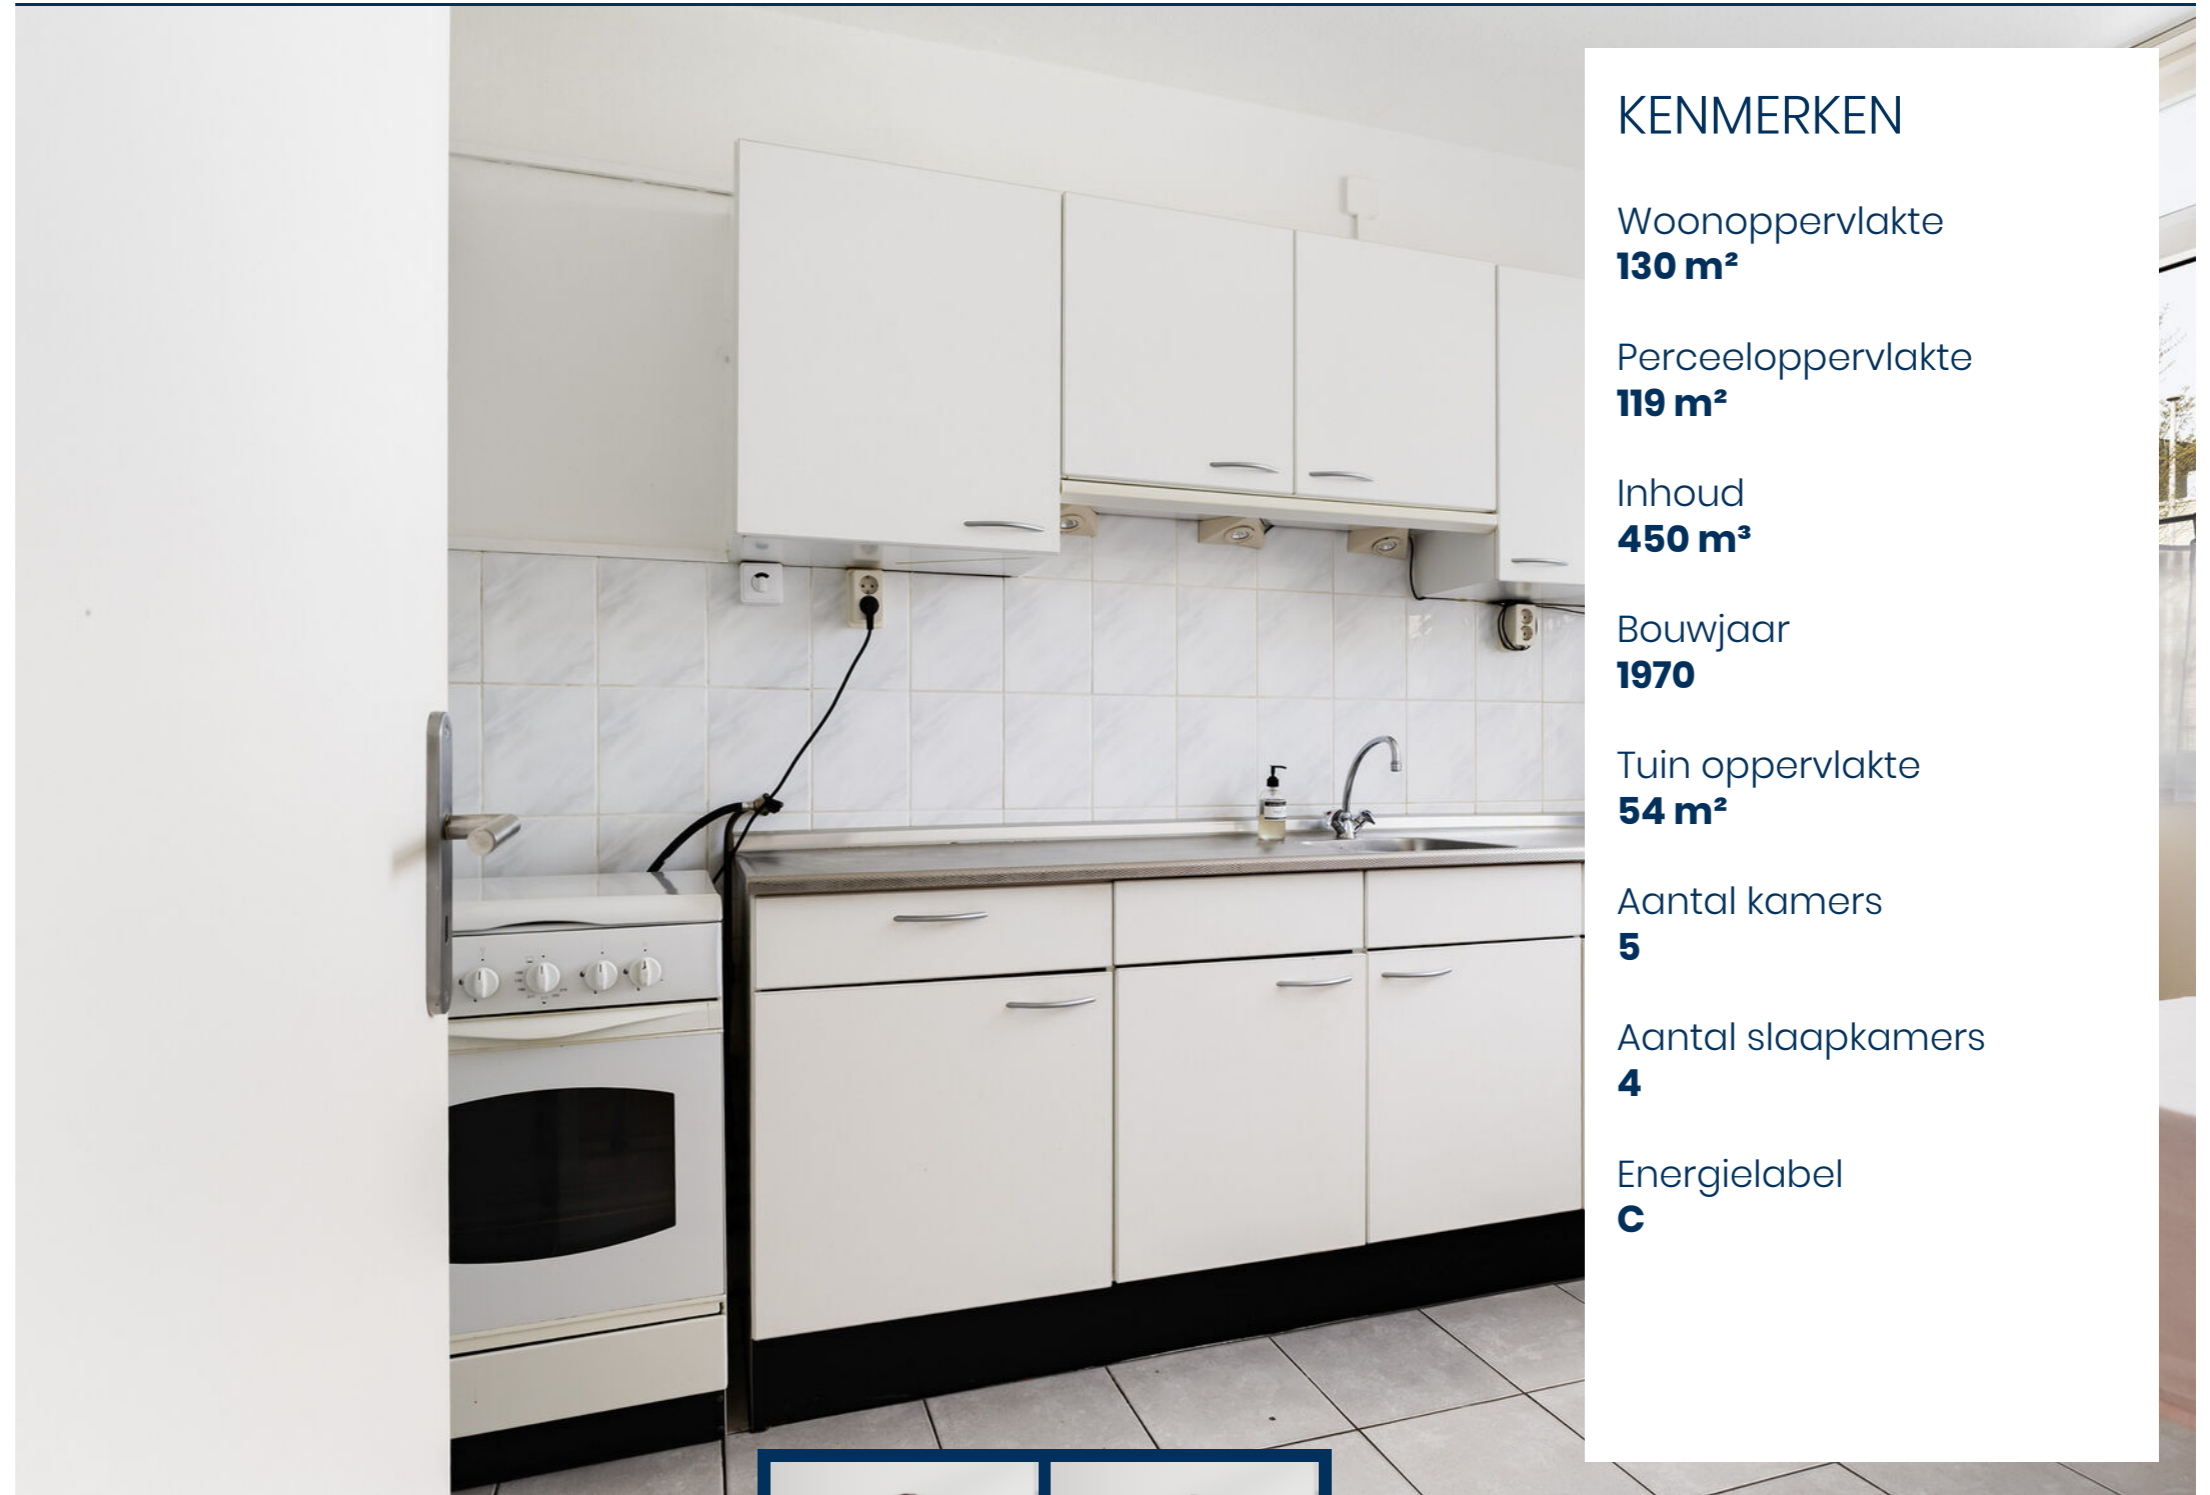 KENMERKEN
Woonoppervlakte
130 m²
Perceeloppervlakte
119 m²
Inhoud
450 m³
Bouwjaar
1970
Tuin oppervlakte
54 m²
Aantal kamers
5
Aantal slaapkamers
4
Energielabel
C